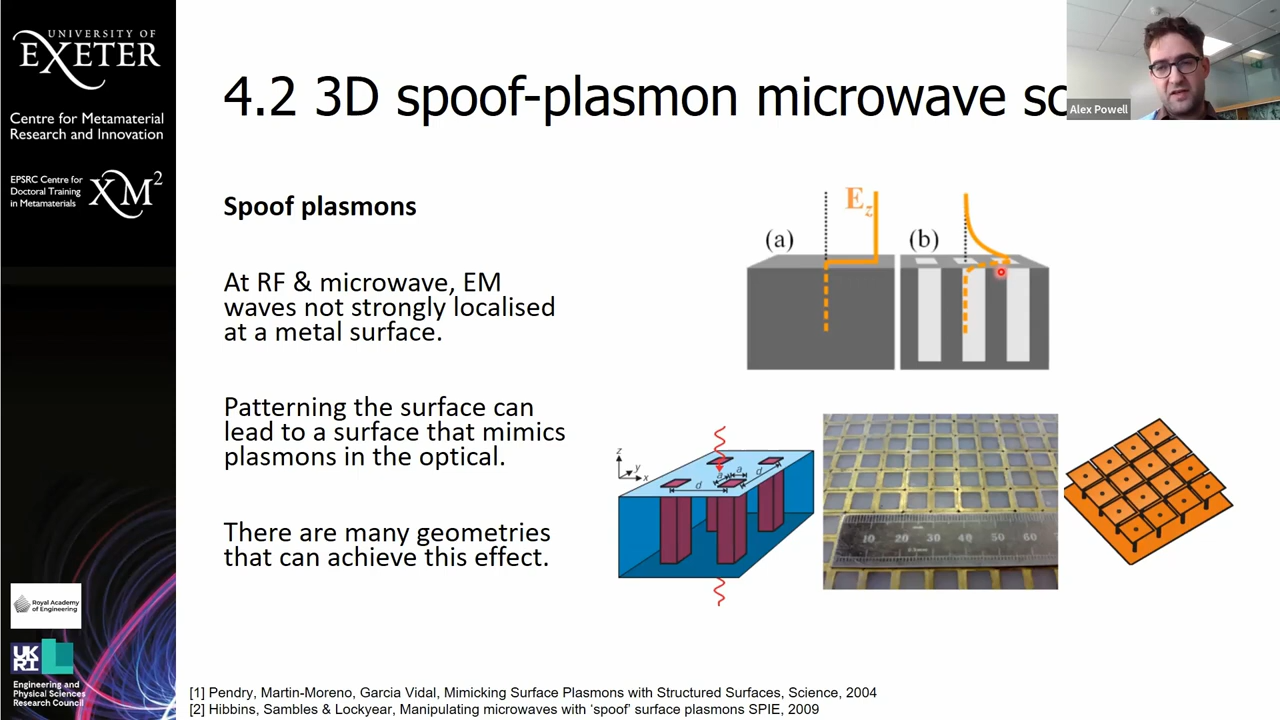 UNIVERSITY OF
EXETER
Centre for Metamaterial
Research and Innovation
EPSRC Centre for
Doctoral Training
in Metamaterials
XM²
Royal Academy
of Engineering
UK
RI
Engineering and
Physical Sciences
Research Council
4.2 3D spoof-plasmon microwave
Alex Powell
Spoof plasmons
At RF & microwave, EM
waves not strongly localised
at a metal surface.
Patterning the surface can
lead to a surface that mimics
plasmons in the optical.
There are many geometries
that can achieve this effect.
(a)
E_z
(b)
z
y
x
a
a
d
d
10 20 30 40 50 60
[1] Pendry, Martin-Moreno, Garcia Vidal, Mimicking Surface Plasmons with Structured Surfaces, Science, 2004
[2] Hibbins, Sambles & Lockyear, Manipulating microwaves with ‘spoof’ surface plasmons SPIE, 2009